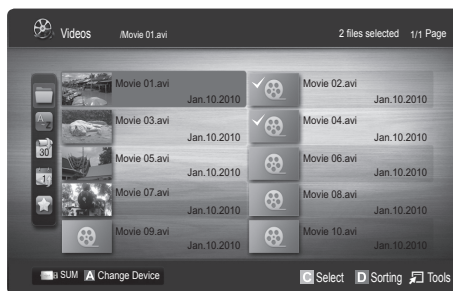 Videos /Movie 01.avi 2 files selected 1/1 Page
Movie 01.avi Movie 02.avi
Jan.10.2010 Jan.10.2010
Movie 03.avi Movie 04.avi
Jan.10.2010 Jan.10.2010
Movie 05.avi Movie 06.avi
Jan.10.2010 Jan.10.2010
Movie 07.avi Movie 08.avi
Jan.10.2010 Jan.10.2010
Movie 09.avi Movie 10.avi
Jan.10.2010 Jan.10.2010
30
SUM A Change Device C Select D Sorting Tools